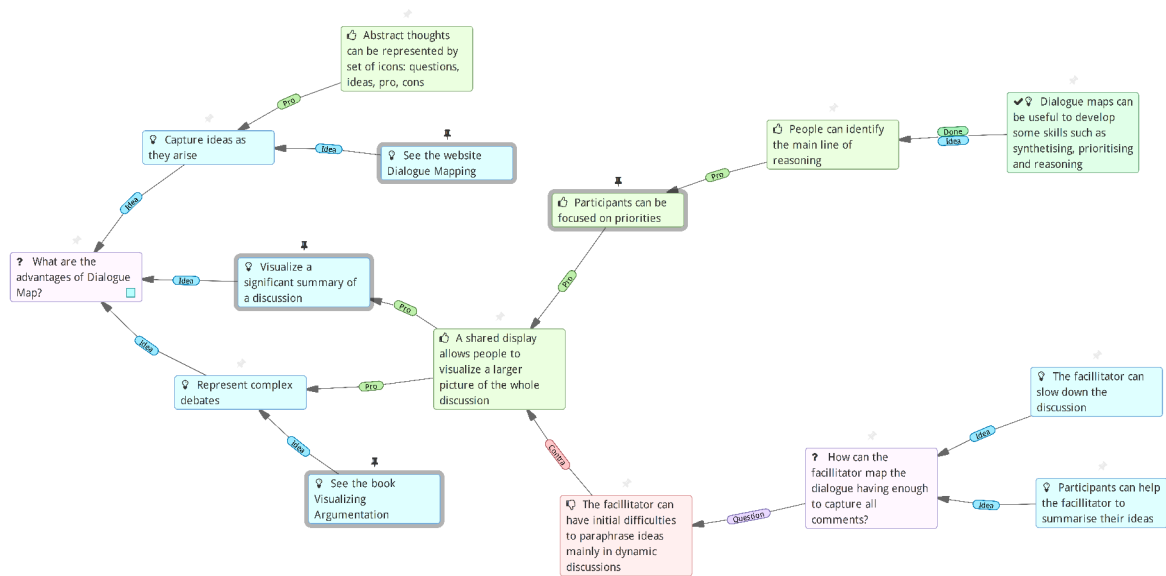 Abstract thoughts
can be represented by
set of icons: questions,
ideas, pro, cons
Pro
Capture ideas as
they arise
Idea
See the website
Dialogue Mapping
Idea
What are the
advantages of Dialogue
Map?
Idea
Visualize a
significant summary of
a discussion
Pro
Idea
Represent complex
debates
Pro
Idea
See the book
Visualizing
Argumentation
A shared display
allows people to
visualize a larger
picture of the whole
discussion
Pro
Participants can be
focused on priorities
Pro
People can identify
the main line of
reasoning
Done
Idea
Dialogue maps can
be useful to develop
some skills such as
synthetising, prioritising
and reasoning
Contra
The facillitator can
have initial difficulties
to paraphrase ideas
mainly in dynamic
discussions
Question
How can the
facillitator map the
dialogue having enough
to capture all
comments?
Idea
The facillitator can
slow down the
discussion
Idea
Participants can help
the facillitator to
summarise their ideas